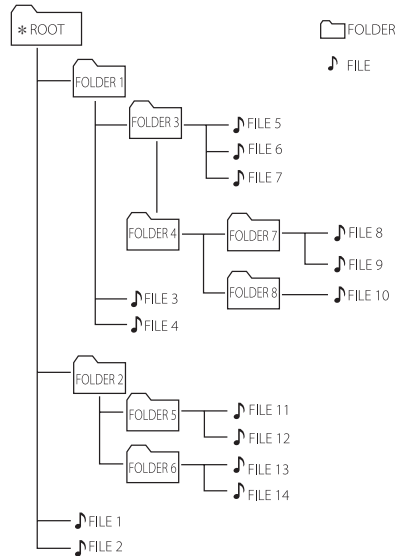 * ROOT
FOLDER
FILE
FOLDER 1
FOLDER 3
FILE 5
FILE 6
FILE 7
FOLDER 4
FOLDER 7
FILE 8
FILE 9
FOLDER 8
FILE 10
FILE 3
FILE 4
FOLDER 2
FOLDER 5
FILE 11
FILE 12
FOLDER 6
FILE 13
FILE 14
FILE 1
FILE 2